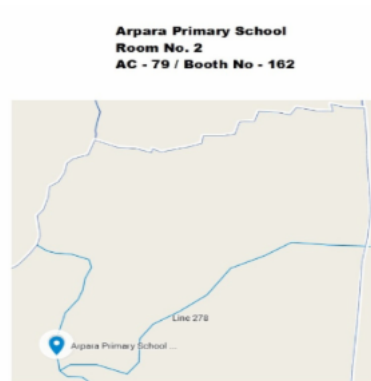 Arpara Primary School
Room No. 2
AC - 79 / Booth No - 162
Line 278
Arpara Primary School ...